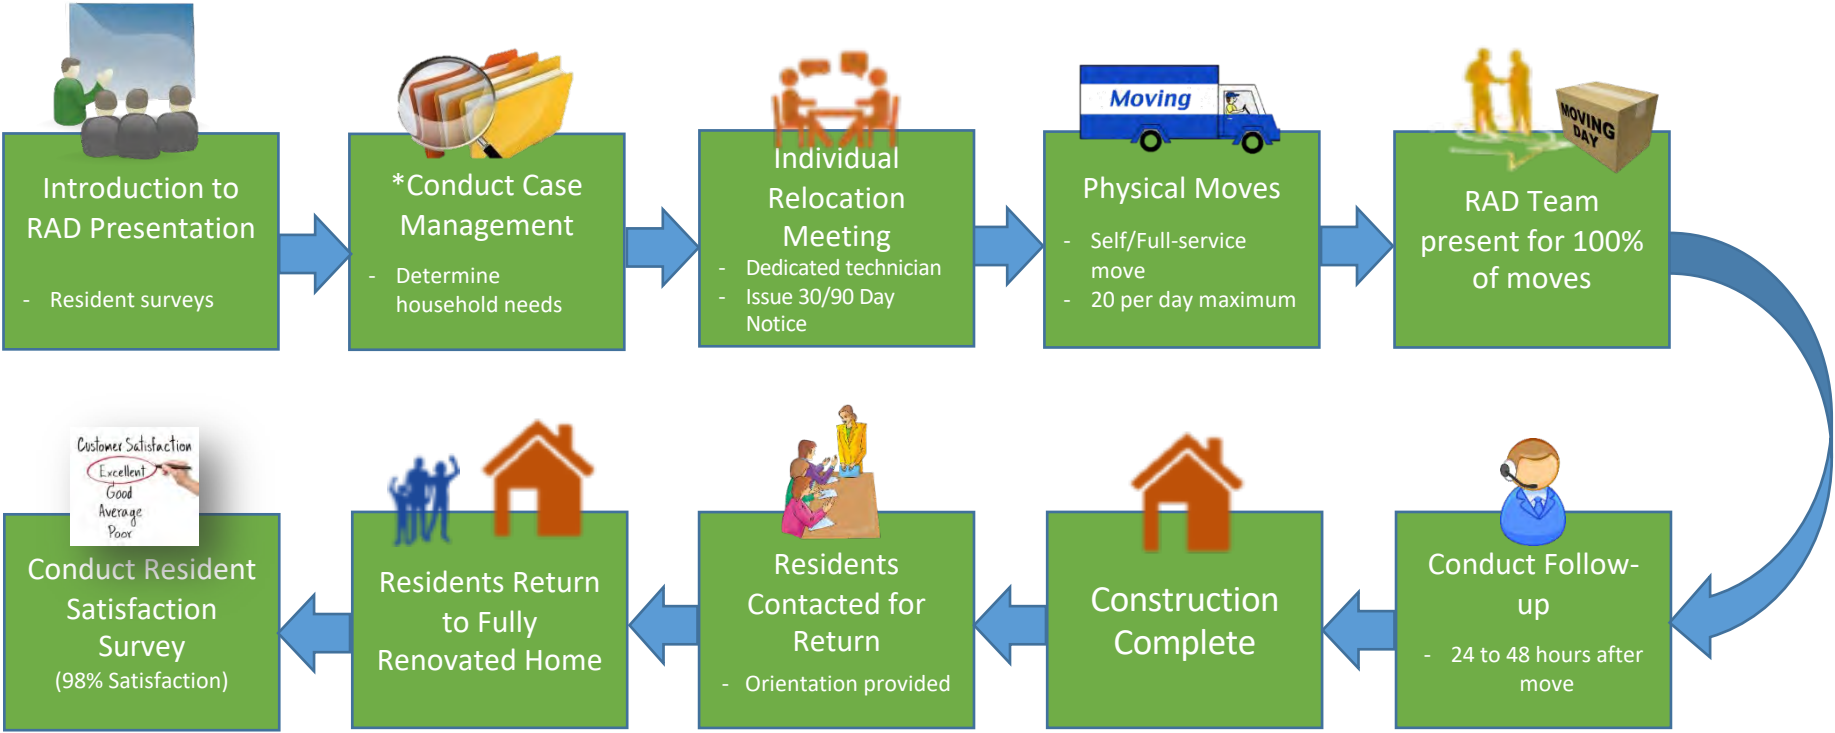 Introduction to
RAD Presentation
- Resident surveys
*Conduct Case
Management
- Determine
household needs
Individual
Relocation
Meeting
- Dedicated technician
- Issue 30/90 Day
Notice
Moving
Physical Moves
- Self/Full-service
move
- 20 per day maximum
MOVING
DAY
RAD Team
present for 100%
of moves
Conduct Follow-
up
- 24 to 48 hours after
move
Construction
Complete
Residents
Contacted for
Return
- Orientation provided
Residents Return
to Fully
Renovated Home
Customer Satisfaction
Excellent
Good
Average
Poor
Conduct Resident
Satisfaction
Survey
(98% Satisfaction)